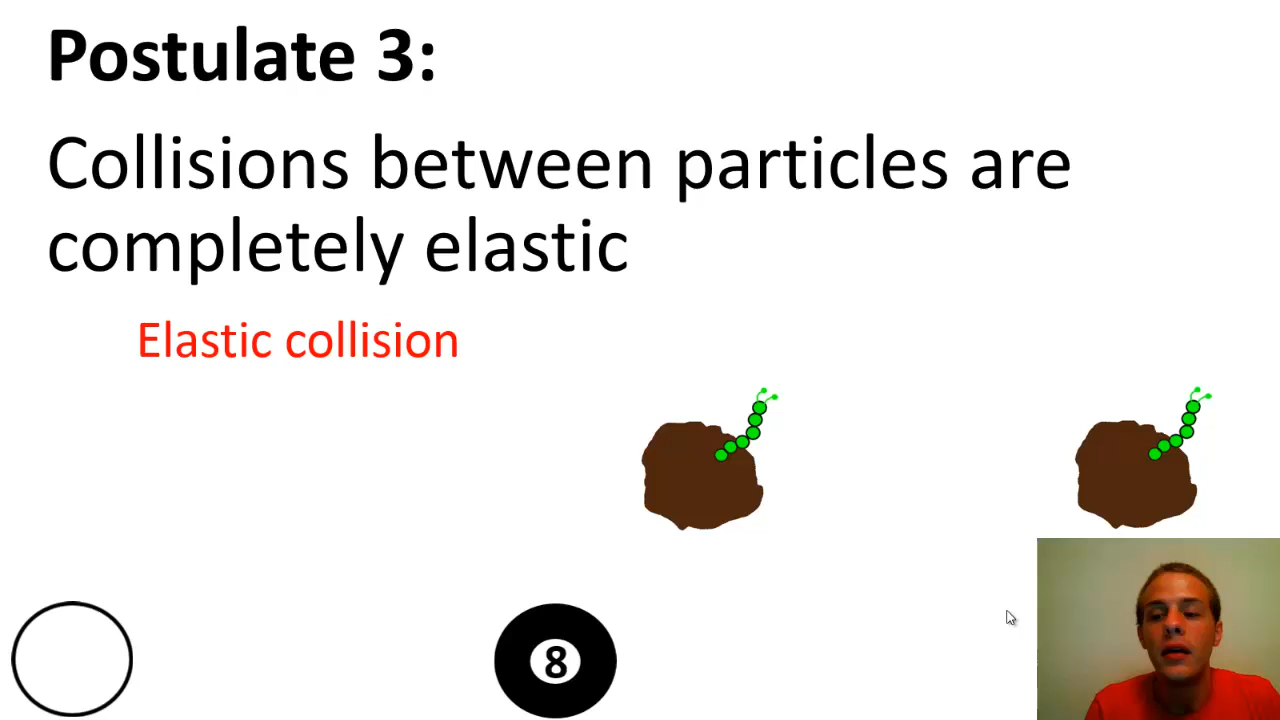 Postulate 3:
Collisions between particles are
completely elastic
Elastic collision
8